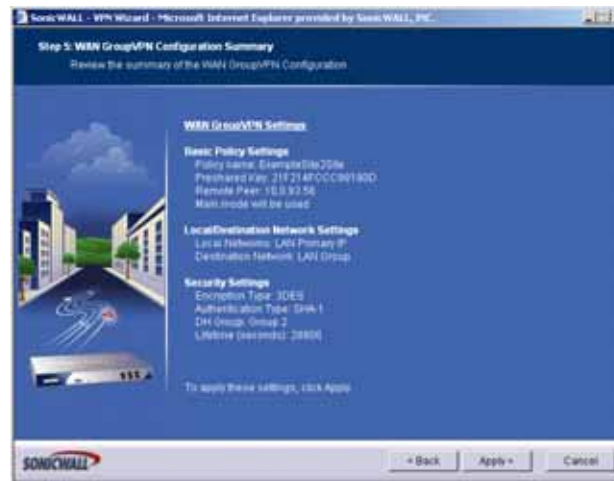 SonicWALL - VPN Wizard - Microsoft Internet Explorer provided by SonicWALL, INC.
Step 5: WAN GroupVPN Configuration Summary
Review the summary of the WAN GroupVPN Configuration
WAN GroupVPN Settings
Basic Policy Settings
Policy name: ExampleSite2Site
Preshared Key:
Remote Peer: 10.0.93.56
Main mode will be used
Local/Destination Network Settings
Local Networks: LAN Primary IP
Destination Network: LAN Group
Security Settings
Encryption Type: 3DES
Authentication Type: SHA-1
DH Group: Group 2
Lifetime (seconds): 28800
To apply these settings, click Apply
SONICWALL
< Back
Apply >
Cancel